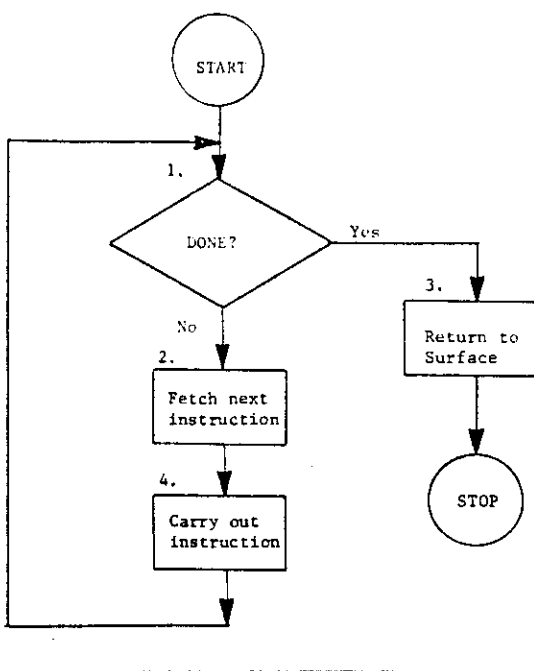 START
1.
DONE?
Yes
No
3.
Return to
Surface
2.
Fetch next
instruction
4.
Carry out
instruction
STOP